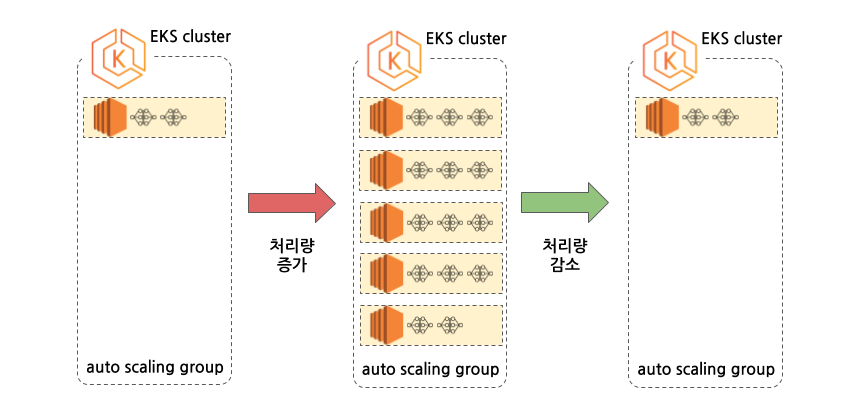 EKS cluster
K
auto scaling group
처리량
증가
EKS cluster
K
auto scaling group
처리량
감소
EKS cluster
K
auto scaling group